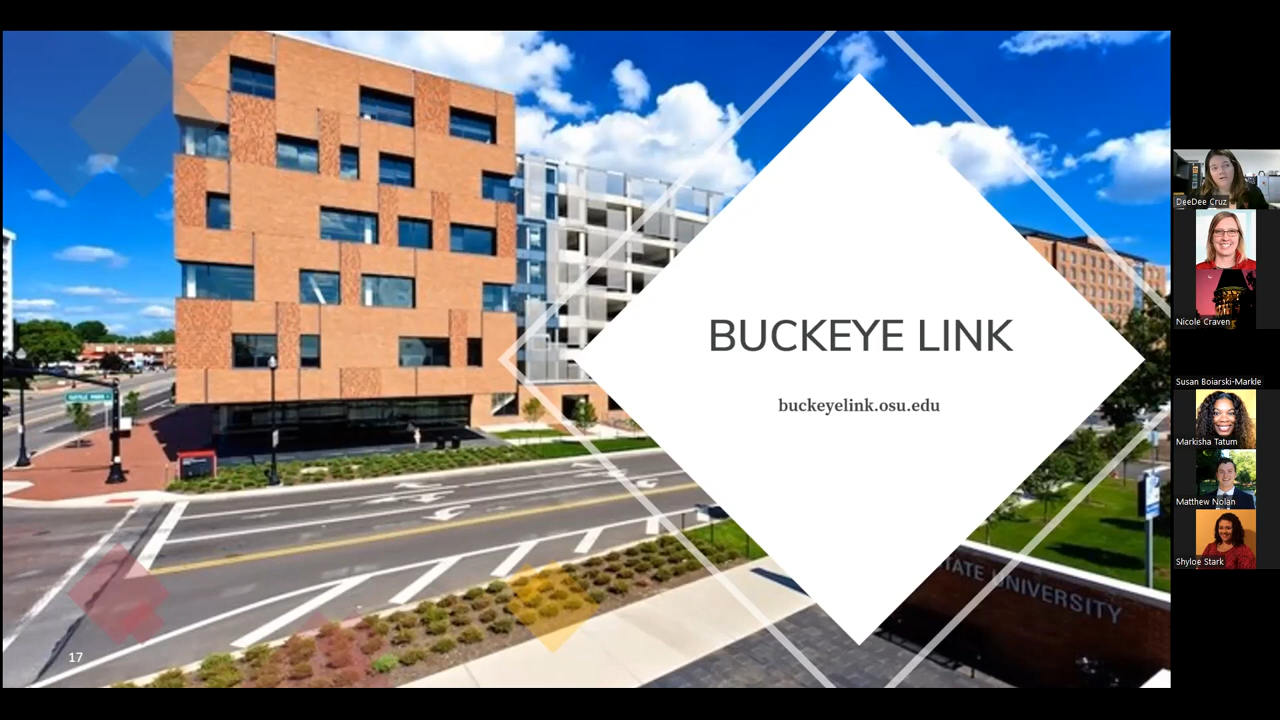 BUCKEYE LINK
buckeyelink.osu.edu
STATE UNIVERSITY
17
DeeDee Cruz
Nicole Craven
Susan Boiarski-Markle
Markisha Tatum
Matthew Nolan
Shyloe Stark